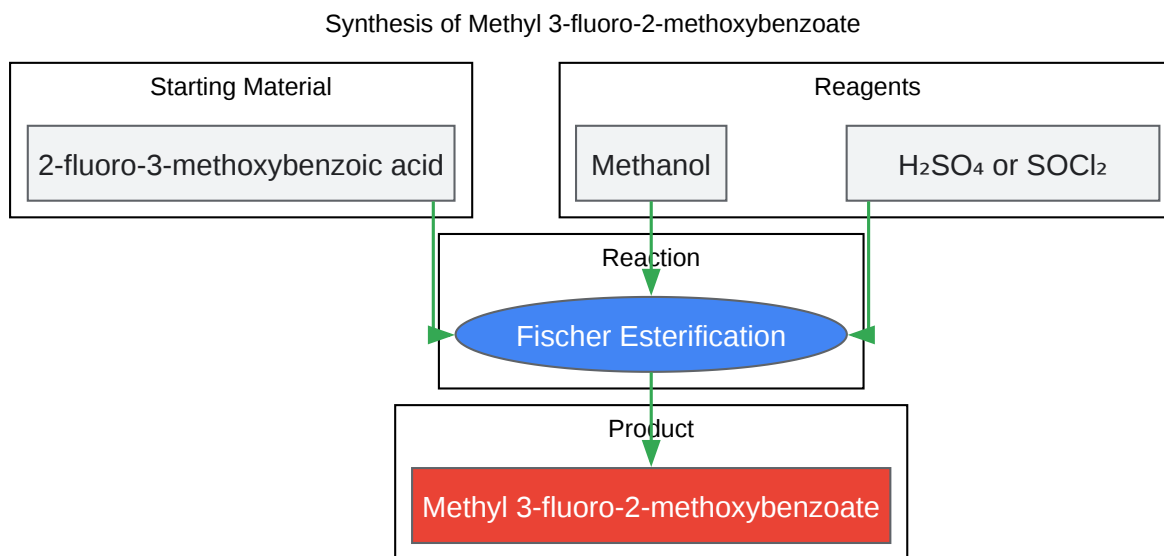 Synthesis of Methyl 3-fluoro-2-methoxybenzoate
Starting Material
2-fluoro-3-methoxybenzoic acid
Reagents
Methanol
H₂SO₄ or SOCl₂
Reaction
Fischer Esterification
Product
Methyl 3-fluoro-2-methoxybenzoate